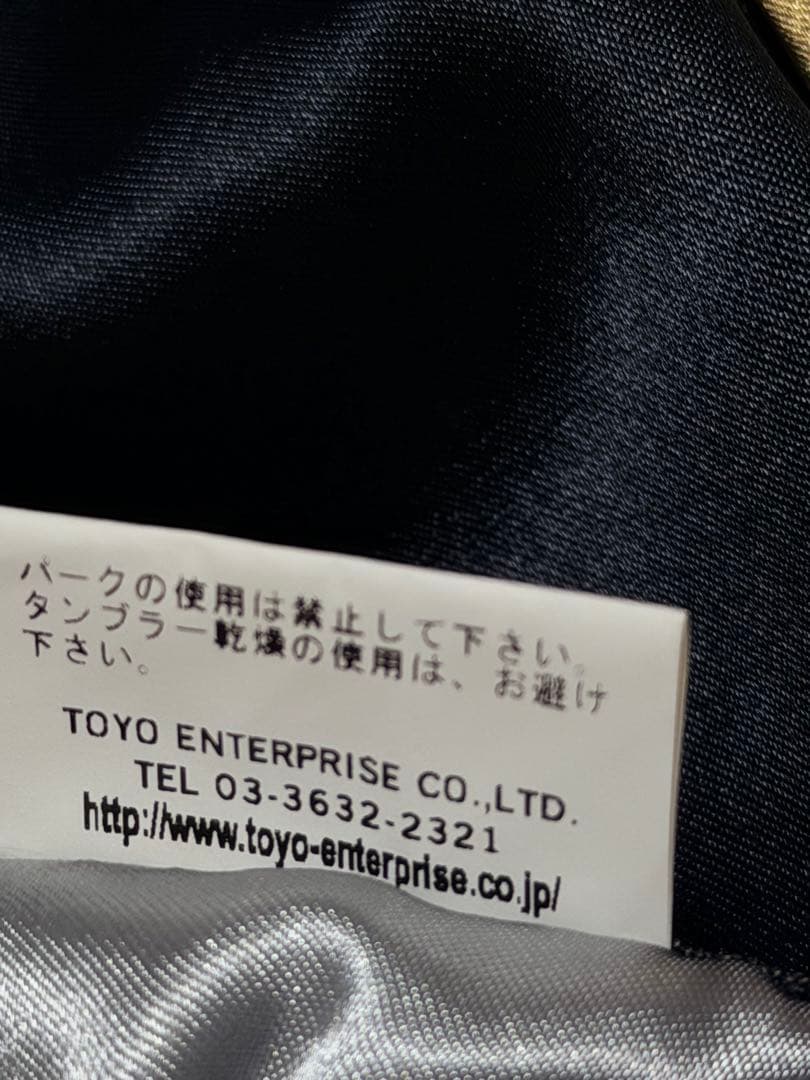 パークの使用は禁止して下さい。
タンブラー乾燥の使用は、お避け
下さい。
TOYO ENTERPRISE CO.,LTD.
TEL 03-3632-2321
http://www.toyo-enterprise.co.jp/